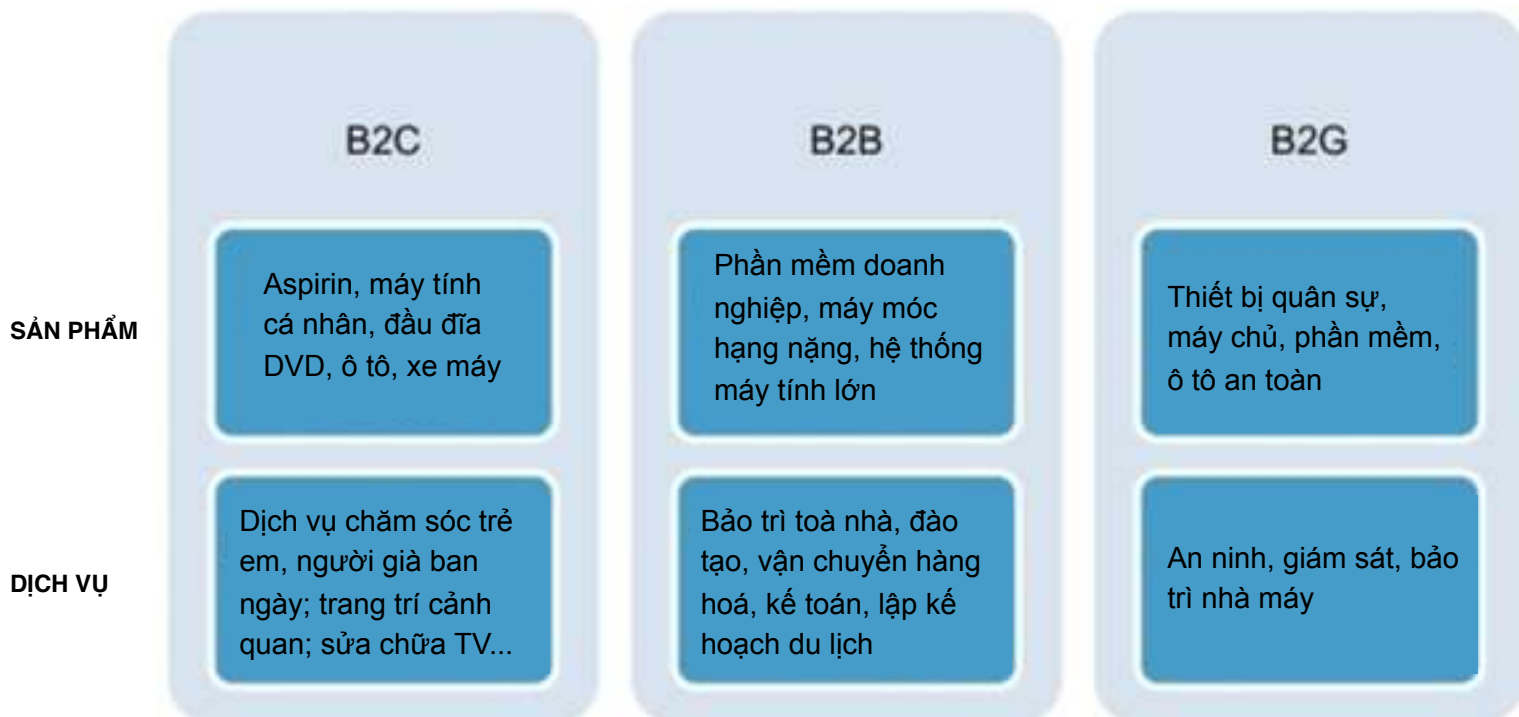 B2C
B2B
B2G
SẢN PHẨM
Aspirin, máy tính
cá nhân, đầu đĩa
DVD, ô tô, xe máy
Phần mềm doanh
nghiệp, máy móc
hạng nặng, hệ thống
máy tính lớn
Thiết bị quân sự,
máy chủ, phần mềm,
ô tô an toàn
DỊCH VỤ
Dịch vụ chăm sóc trẻ
em, người già ban
ngày; trang trí cảnh
quan; sửa chữa TV...
Bảo trì toà nhà, đào
tạo, vận chuyển hàng
hoá, kế toán, lập kế
hoạch du lịch
An ninh, giám sát, bảo
trì nhà máy